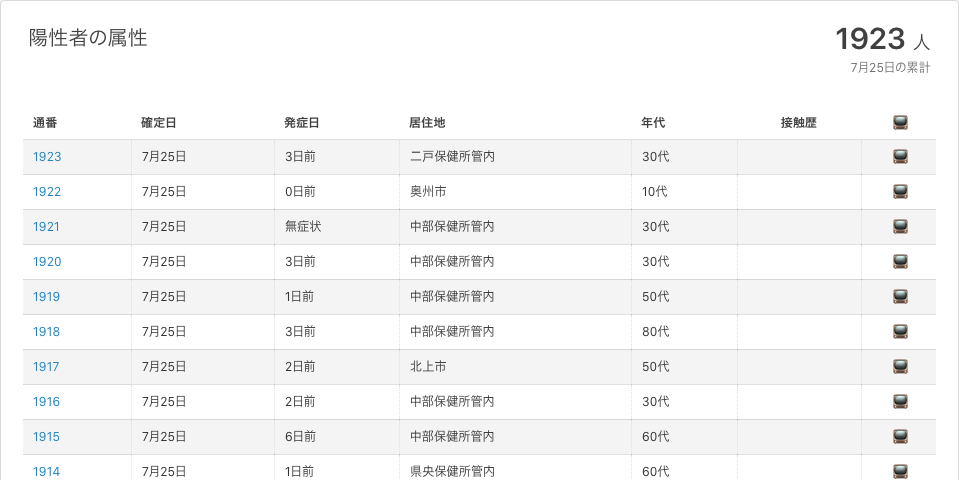 陽性者の属性
1923 人
7月25日の累計
通番 確定日 発症日 居住地 年代 接触歴
1923 7月25日 3日前 二戸保健所管内 30代
1922 7月25日 0日前 奥州市 10代
1921 7月25日 無症状 中部保健所管内 30代
1920 7月25日 3日前 中部保健所管内 30代
1919 7月25日 1日前 中部保健所管内 50代
1918 7月25日 3日前 中部保健所管内 80代
1917 7月25日 2日前 北上市 50代
1916 7月25日 2日前 中部保健所管内 30代
1915 7月25日 6日前 中部保健所管内 60代
1914 7月25日 1日前 県央保健所管内 60代